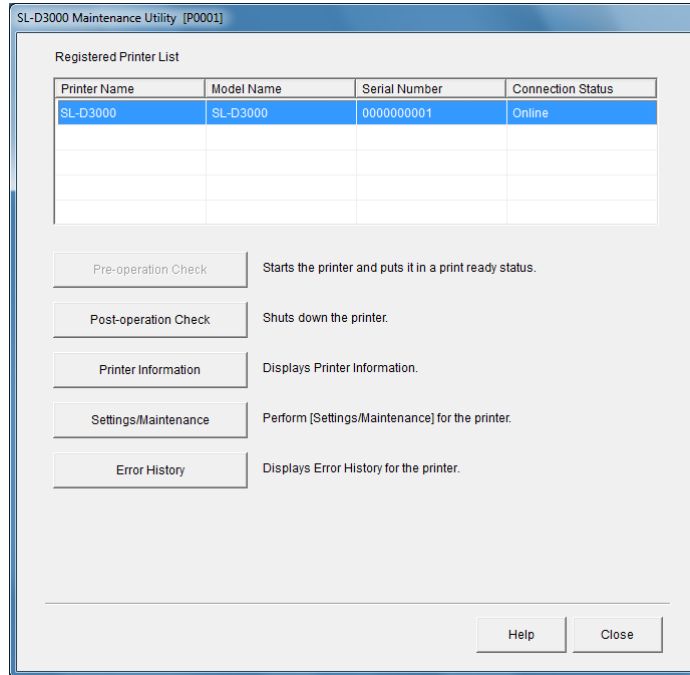 SL-D3000 Maintenance Utility [P0001]
Registered Printer List
Printer Name Model Name Serial Number Connection Status
SL-D3000 SL-D3000 0000000001 Online
Pre-operation Check Starts the printer and puts it in a print ready status.
Post-operation Check Shuts down the printer.
Printer Information Displays Printer Information.
Settings/Maintenance Perform [Settings/Maintenance] for the printer.
Error History Displays Error History for the printer.
Help Close